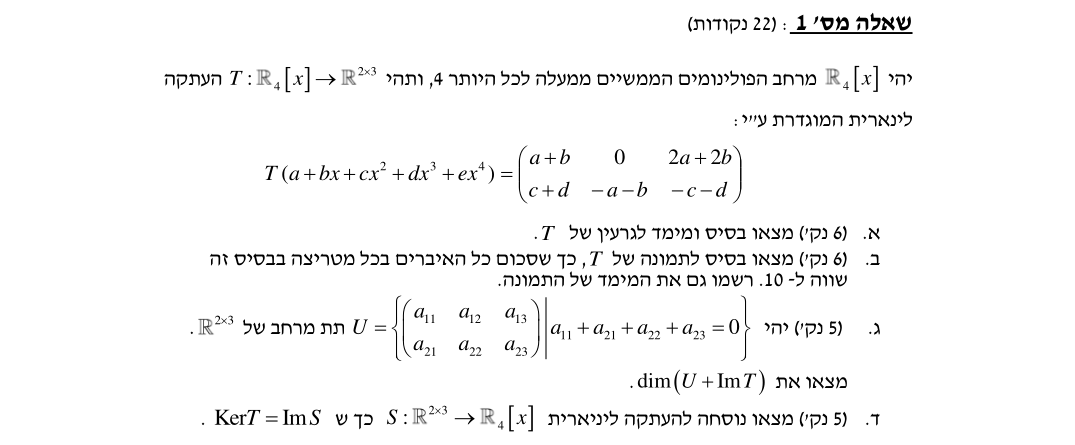 שאלה מס' 1 : (22 נקודות)
יהי ℝ₄[x] מרחב הפולינומים הממשיים ממעלה לכל היותר 4, ותהי T : ℝ₄[x] → ℝ^{2×3} העתקה
לינארית המוגדרת ע"י :
T(a+bx+cx²+dx³+ex⁴) = ( a+b 0 2a+2b
c+d −a−b −c−d )
א. (6 נק') מצאו בסיס ומימד לגרעין של T .
ב. (6 נק') מצאו בסיס לתמונה של T , כך שסכום כל האיברים בכל מטריצה בבסיס זה
שווה ל- 10. רשמו גם את המימד של התמונה.
ג. (5 נק') יהי U = { ( a₁₁ a₁₂ a₁₃ ; a₂₁ a₂₂ a₂₃ ) | a₁₁ + a₂₁ + a₂₂ + a₂₃ = 0 } תת מרחב של ℝ^{2×3} .
מצאו את dim(U + Im T) .
ד. (5 נק') מצאו נוסחה להעתקה ליניארית S : ℝ^{2×3} → ℝ₄[x] כך ש KerT = Im S .